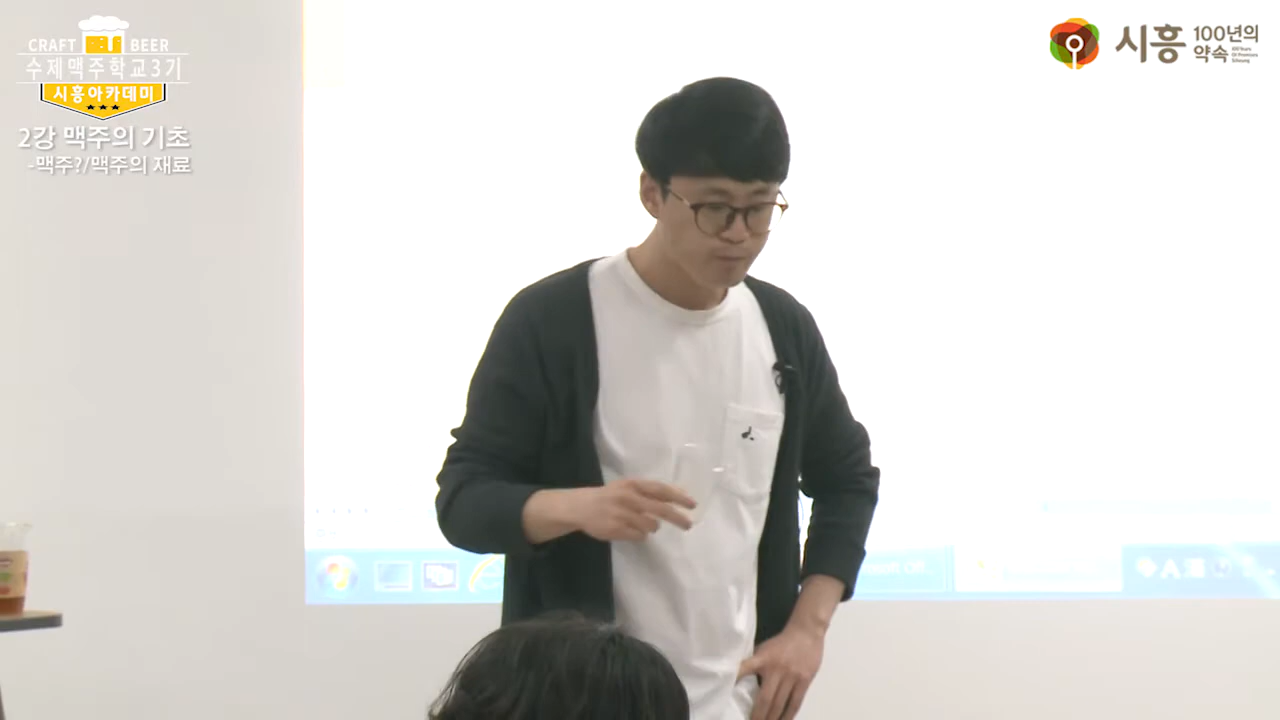 CRAFT BEER
수제맥주학교3기
시흥아카데미
2강 맥주의 기초
-맥주?/맥주의 재료
시흥 100년의 약속